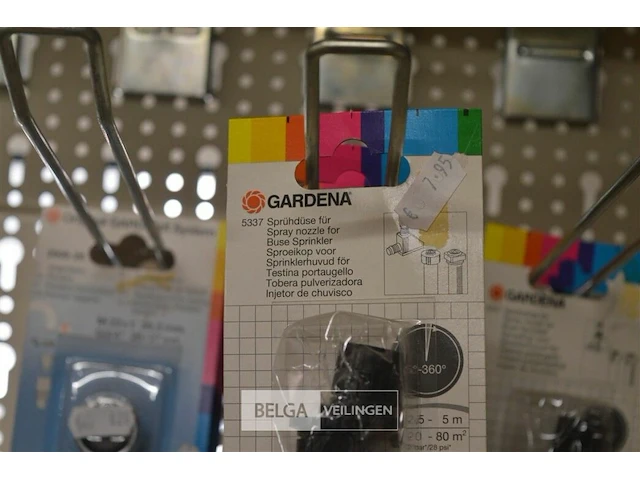 € 7.95
GARDENA
5337 Sprühdüse für
Spray nozzle for
Buse Sprinkler
Sproeikop voor
Sprinklerhuvud för
Testina portaugello
Tobera pulverizadora
Injetor de chuvisco
-360°
5 m
20 - 80 m²
BELGA VEILINGEN
GARDENA